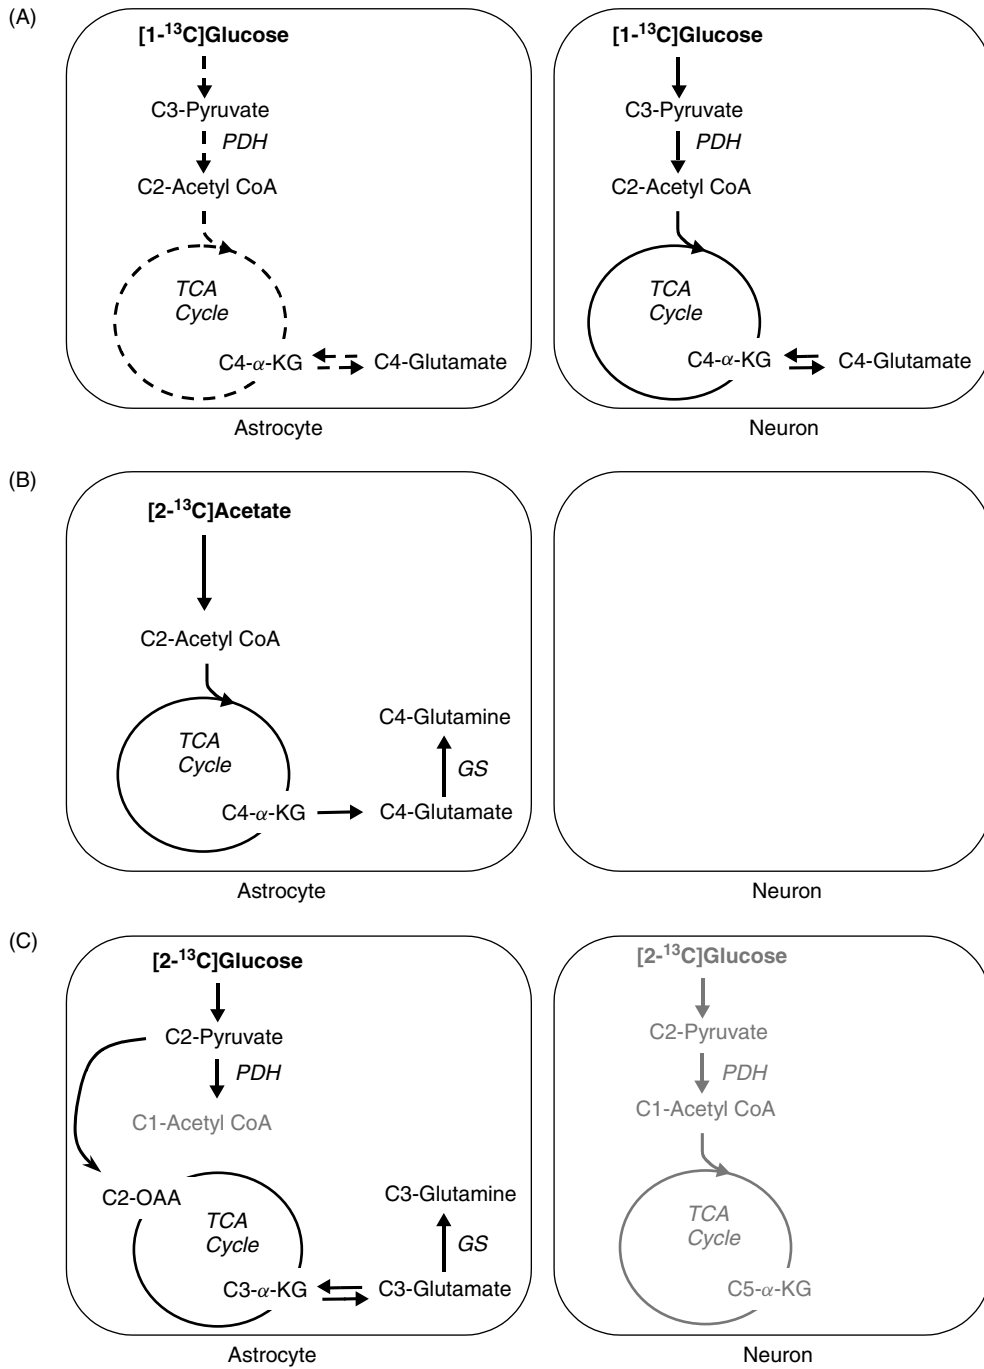 (A)
[1-¹³C]Glucose
C3-Pyruvate
PDH
C2-Acetyl CoA
TCA
Cycle
C4-α-KG
C4-Glutamate
Astrocyte
[1-¹³C]Glucose
C3-Pyruvate
PDH
C2-Acetyl CoA
TCA
Cycle
C4-α-KG
C4-Glutamate
Neuron
(B)
[2-¹³C]Acetate
C2-Acetyl CoA
TCA
Cycle
C4-Glutamine
GS
C4-α-KG
C4-Glutamate
Astrocyte
Neuron
(C)
[2-¹³C]Glucose
C2-Pyruvate
PDH
C1-Acetyl CoA
C2-OAA
TCA
Cycle
C3-Glutamine
GS
C3-α-KG
C3-Glutamate
Astrocyte
[2-¹³C]Glucose
C2-Pyruvate
PDH
C1-Acetyl CoA
TCA
Cycle
C5-α-KG
Neuron